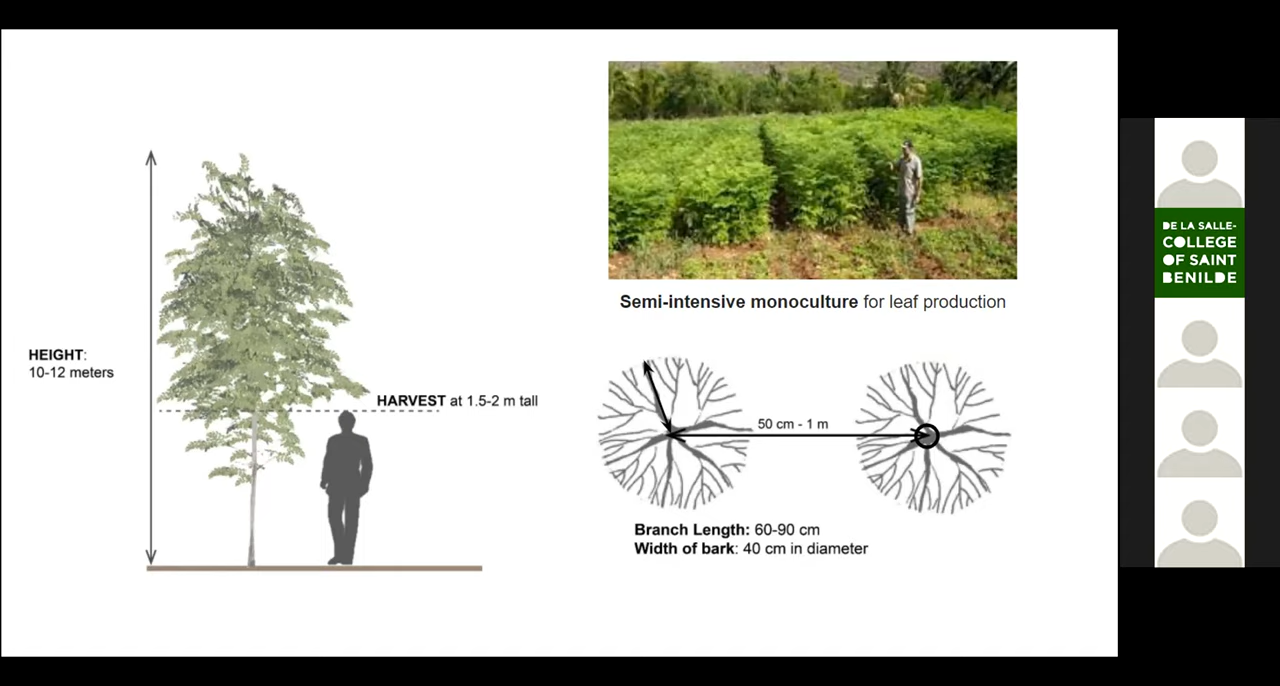 HEIGHT:
10-12 meters
HARVEST at 1.5-2 m tall
Semi-intensive monoculture for leaf production
50 cm - 1 m
Branch Length: 60-90 cm
Width of bark: 40 cm in diameter
DE LA SALLE-
COLLEGE
OF SAINT
BENILDE